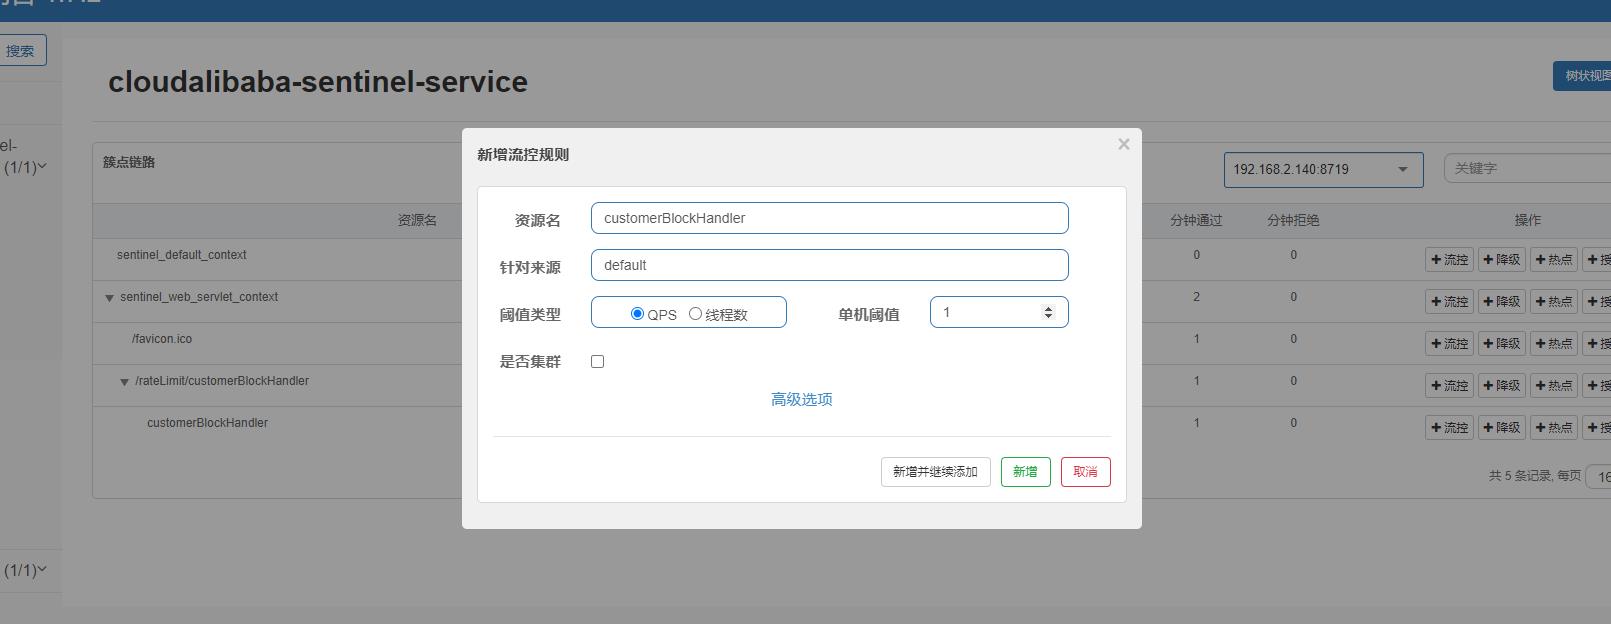 搜索
cloudalibaba-sentinel-service
树状视图
el-
(1/1)
簇点链路
192.168.2.140:8719
关键字
资源名
分钟通过
分钟拒绝
操作
sentinel_default_context
0
0
流控
降级
热点
sentinel_web_servlet_context
2
0
流控
降级
热点
/favicon.ico
1
0
流控
降级
热点
/rateLimit/customerBlockHandler
1
0
流控
降级
热点
customerBlockHandler
1
0
流控
降级
热点
共 5 条记录, 每页
16
(1/1)
新增流控规则
×
资源名
customerBlockHandler
针对来源
default
阈值类型
QPS
线程数
单机阈值
1
是否集群
高级选项
新增并继续添加
新增
取消